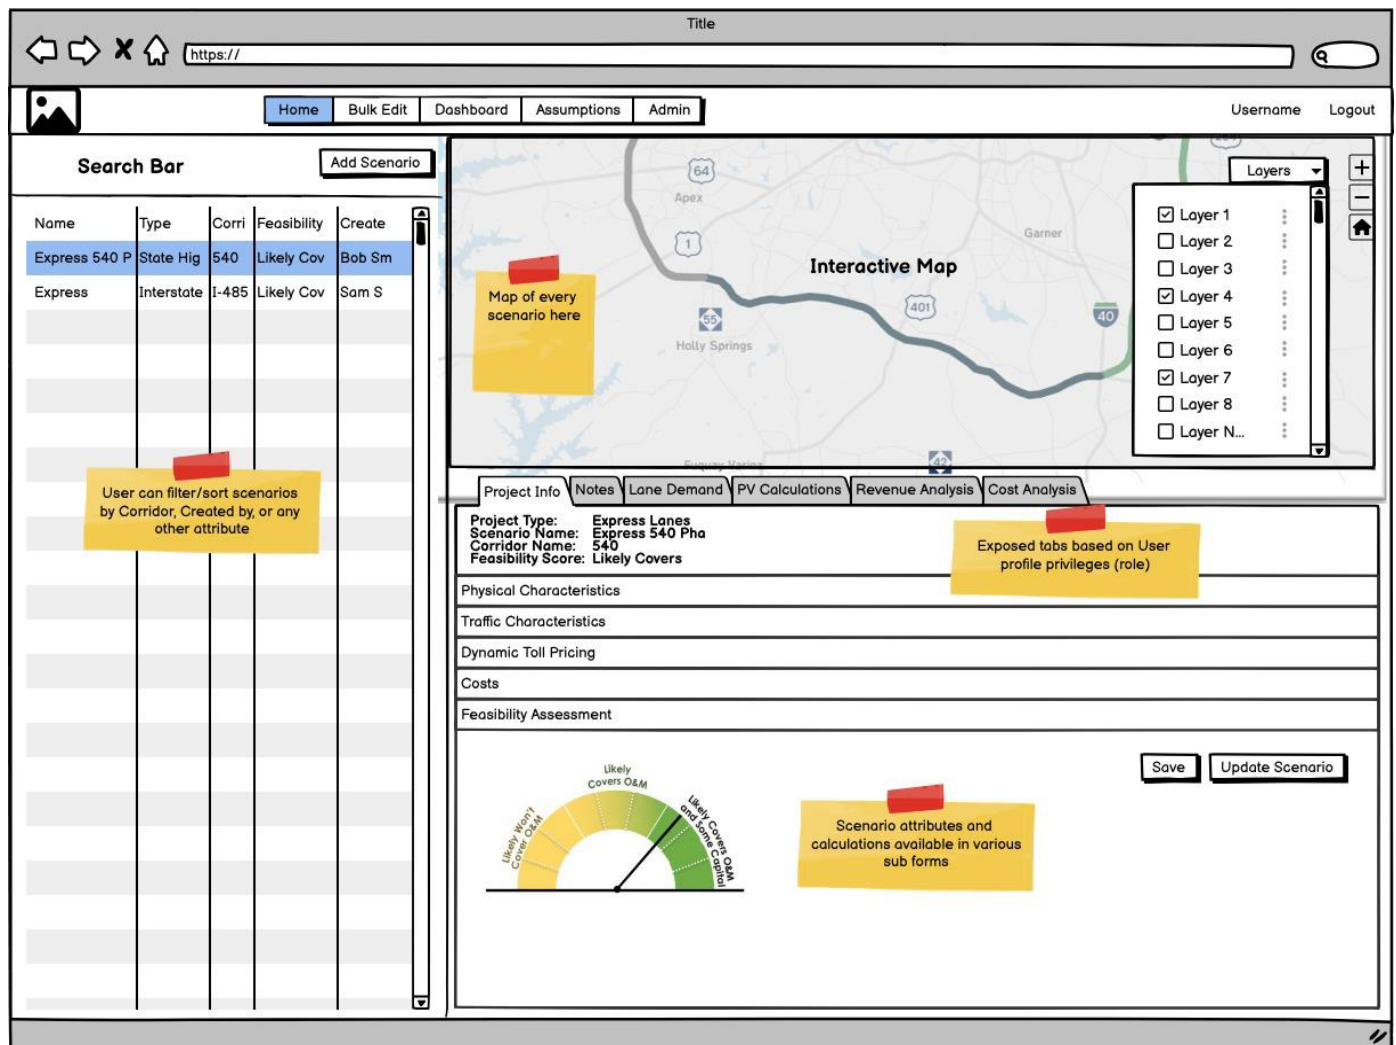 Title
https://
Home Bulk Edit Dashboard Assumptions Admin
Username Logout
Search Bar
Add Scenario
Name Type Corri Feasibility Create
Express 540 P State Hig 540 Likely Cov Bob Sm
Express Interstate I-485 Likely Cov Sam S
User can filter/sort scenarios
by Corridor, Created by, or any
other attribute
64
Apex
1
Garner
Interactive Map
Map of every
scenario here
401
55
40
Holly Springs
Fuquay Varina
42
Layers
Layer 1
Layer 2
Layer 3
Layer 4
Layer 5
Layer 6
Layer 7
Layer 8
Layer N...
Project Info Notes Lane Demand PV Calculations Revenue Analysis Cost Analysis
Project Type: Express Lanes
Scenario Name: Express 540 Pha
Corridor Name: 540
Feasibility Score: Likely Covers
Exposed tabs based on User
profile privileges (role)
Physical Characteristics
Traffic Characteristics
Dynamic Toll Pricing
Costs
Feasibility Assessment
Save Update Scenario
Likely Won't
Cover O&M
Likely
Covers O&M
Likely Covers O&M
and Some Capital
Scenario attributes and
calculations available in various
sub forms